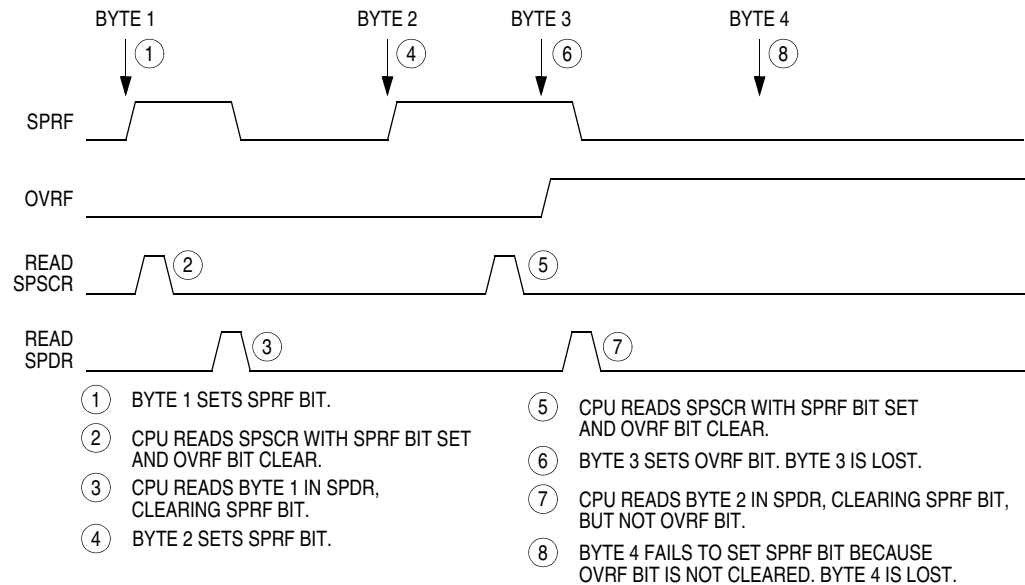 BYTE 1 BYTE 2 BYTE 3 BYTE 4
1 4 6 8
SPRF
OVRF
READ
SPSCR
2 5
READ
SPDR
3 7
1 BYTE 1 SETS SPRF BIT.
2 CPU READS SPSCR WITH SPRF BIT SET
AND OVRF BIT CLEAR.
3 CPU READS BYTE 1 IN SPDR,
CLEARING SPRF BIT.
4 BYTE 2 SETS SPRF BIT.
5 CPU READS SPSCR WITH SPRF BIT SET
AND OVRF BIT CLEAR.
6 BYTE 3 SETS OVRF BIT. BYTE 3 IS LOST.
7 CPU READS BYTE 2 IN SPDR, CLEARING SPRF BIT,
BUT NOT OVRF BIT.
8 BYTE 4 FAILS TO SET SPRF BIT BECAUSE
OVRF BIT IS NOT CLEARED. BYTE 4 IS LOST.